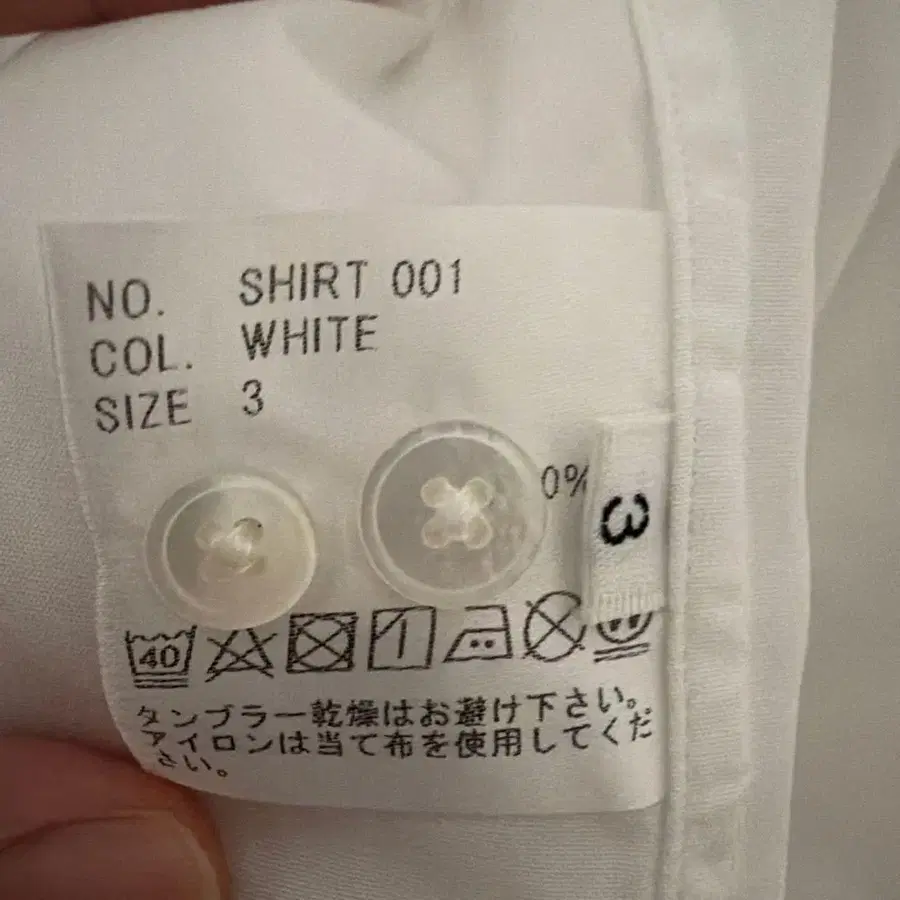 NO. SHIRT 001
COL. WHITE
SIZE 3
0%
3
40
W
タンブラー乾燥はお避け下さい。
アイロンは当て布を使用してくだ
さい。